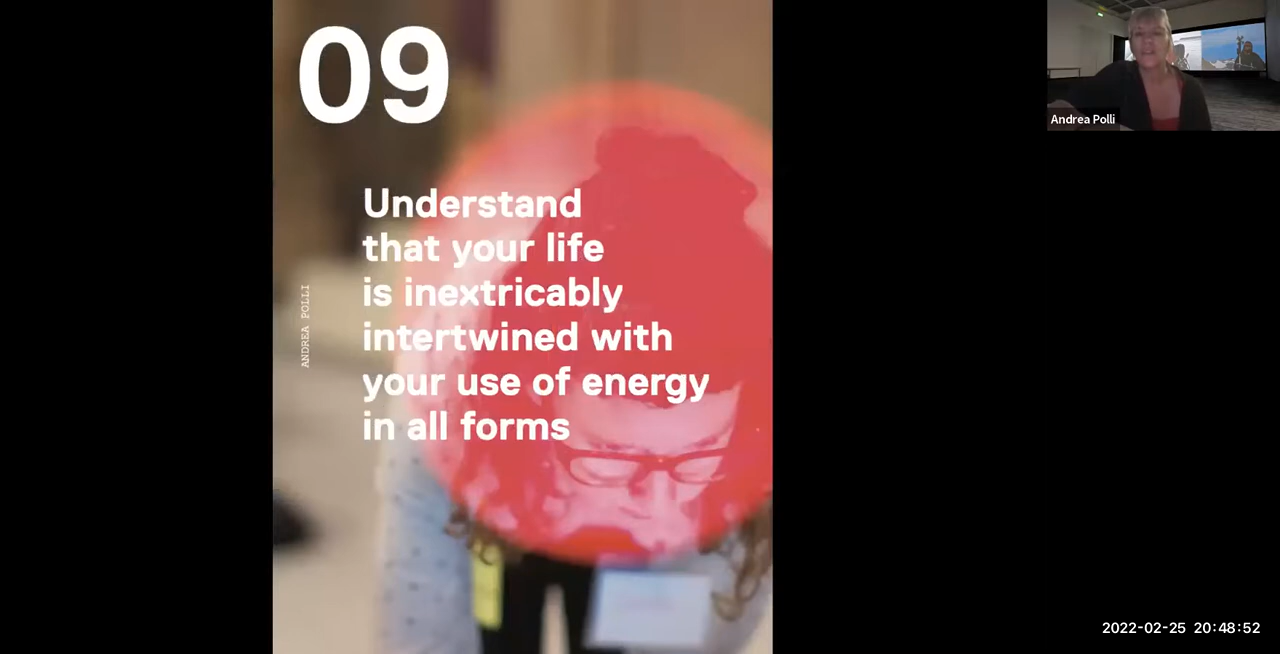 09
Understand
that your life
is inextricably
intertwined with
your use of energy
in all forms
ANDREA POLLI
Andrea Polli
2022-02-25 20:48:52